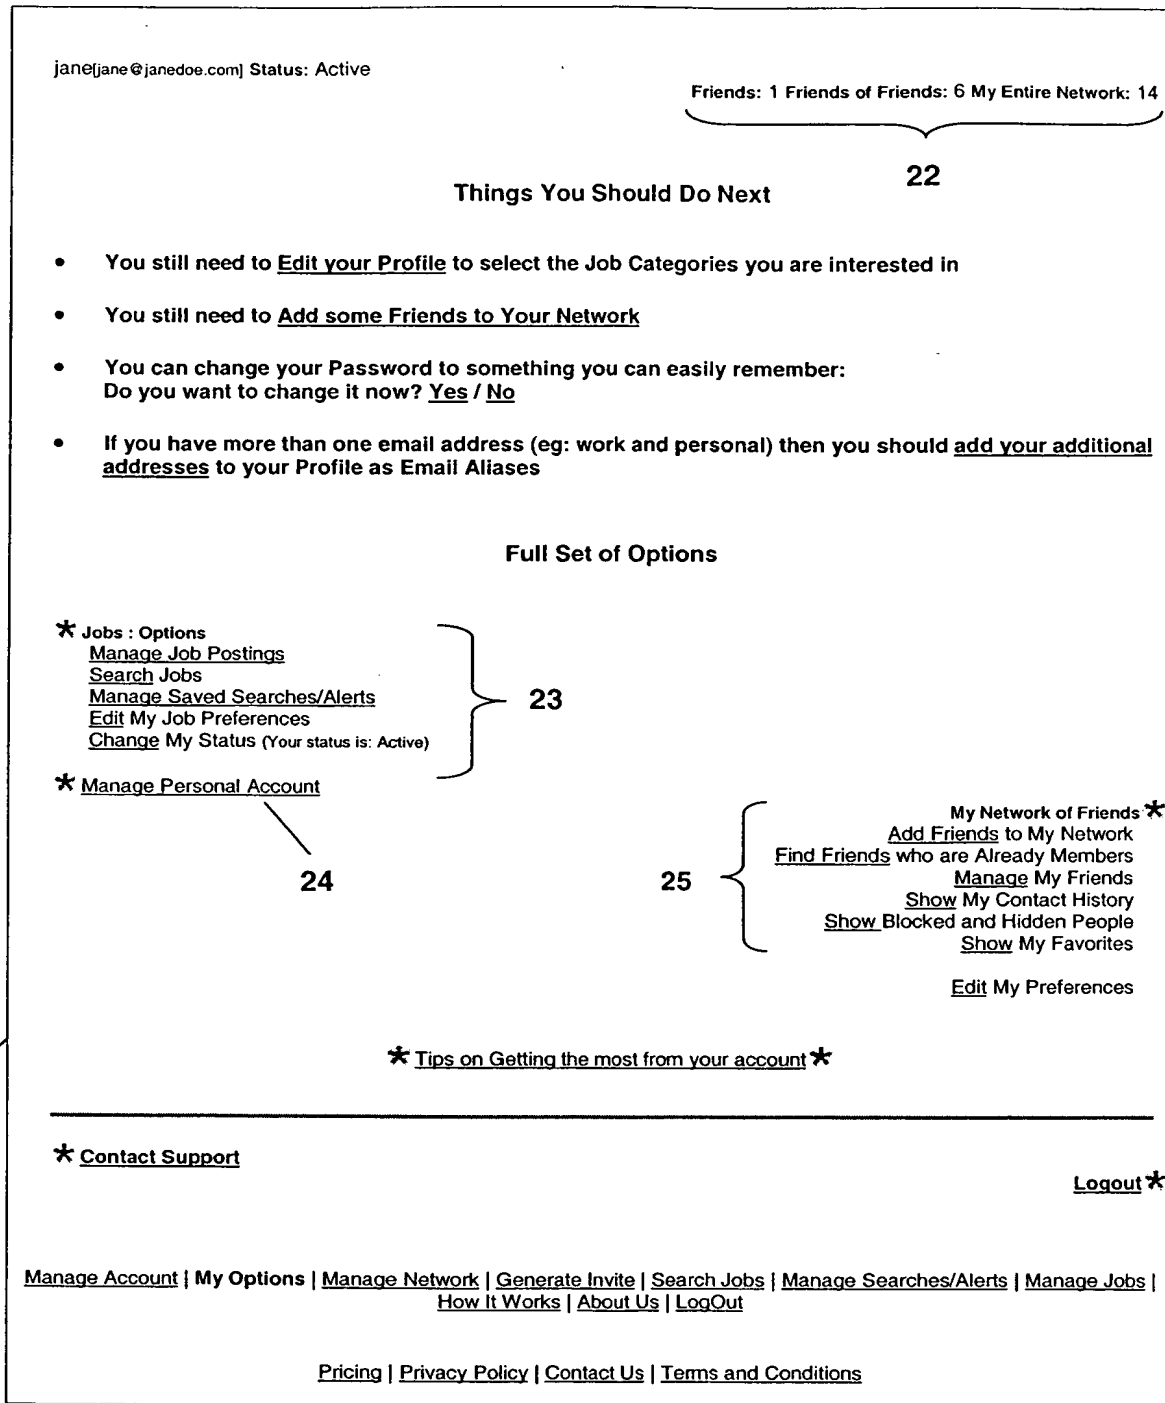 jane[jane@janedoe.com] Status: Active
Friends: 1 Friends of Friends: 6 My Entire Network: 14
22
Things You Should Do Next
• You still need to Edit your Profile to select the Job Categories you are interested in
• You still need to Add some Friends to Your Network
• You can change your Password to something you can easily remember:
Do you want to change it now? Yes / No
• If you have more than one email address (eg: work and personal) then you should add your additional
addresses to your Profile as Email Aliases
Full Set of Options
* Jobs : Options
Manage Job Postings
Search Jobs
Manage Saved Searches/Alerts
Edit My Job Preferences
Change My Status (Your status is: Active)
23
* Manage Personal Account
24
My Network of Friends *
Add Friends to My Network
Find Friends who are Already Members
Manage My Friends
Show My Contact History
Show Blocked and Hidden People
Show My Favorites
25
Edit My Preferences
* Tips on Getting the most from your account *
* Contact Support
Logout *
Manage Account | My Options | Manage Network | Generate Invite | Search Jobs | Manage Searches/Alerts | Manage Jobs |
How It Works | About Us | LogOut
Pricing | Privacy Policy | Contact Us | Terms and Conditions